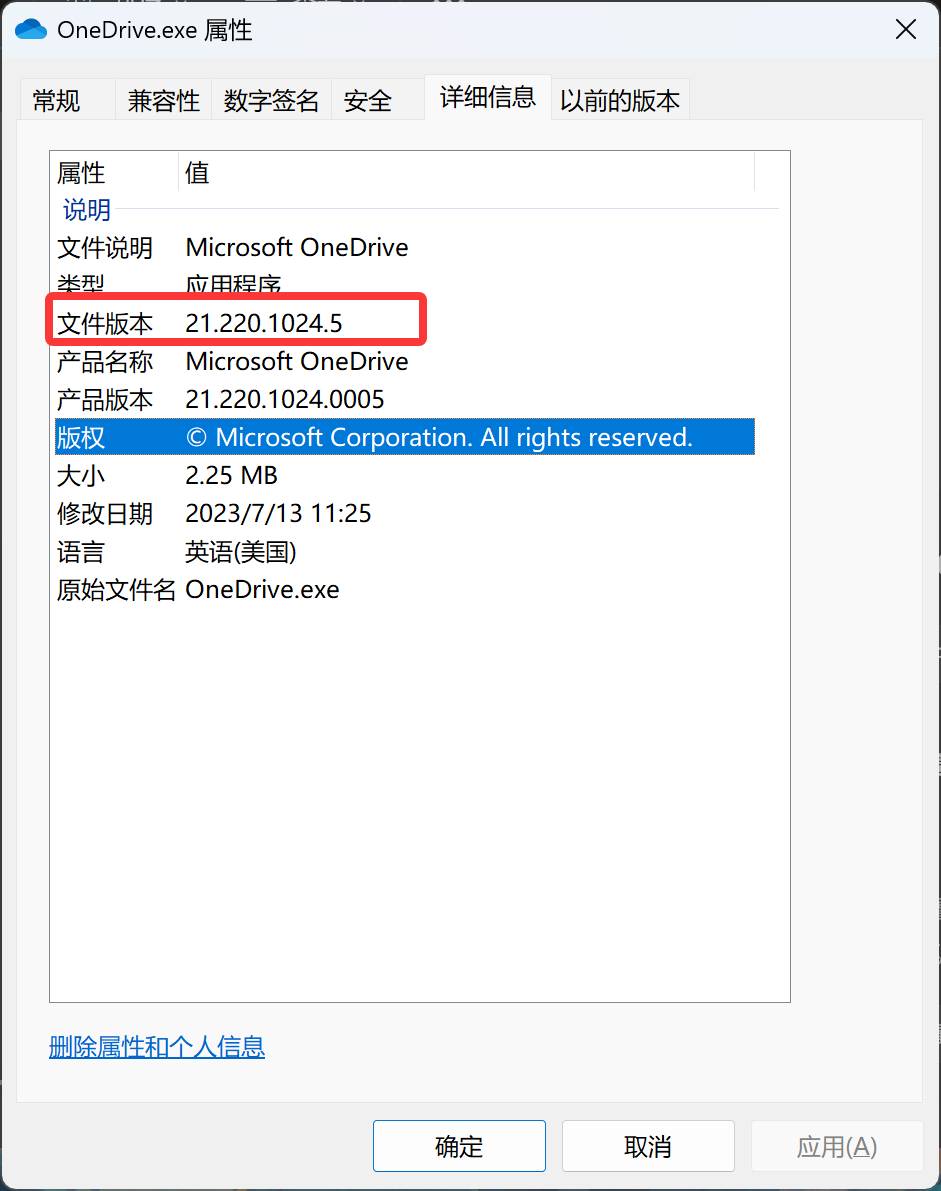 OneDrive.exe 属性
常规 兼容性 数字签名 安全 详细信息 以前的版本
属性 值
说明
文件说明 Microsoft OneDrive
类型 应用程序
文件版本 21.220.1024.5
产品名称 Microsoft OneDrive
产品版本 21.220.1024.0005
版权 © Microsoft Corporation. All rights reserved.
大小 2.25 MB
修改日期 2023/7/13 11:25
语言 英语(美国)
原始文件名 OneDrive.exe
删除属性和个人信息
确定 取消 应用(A)